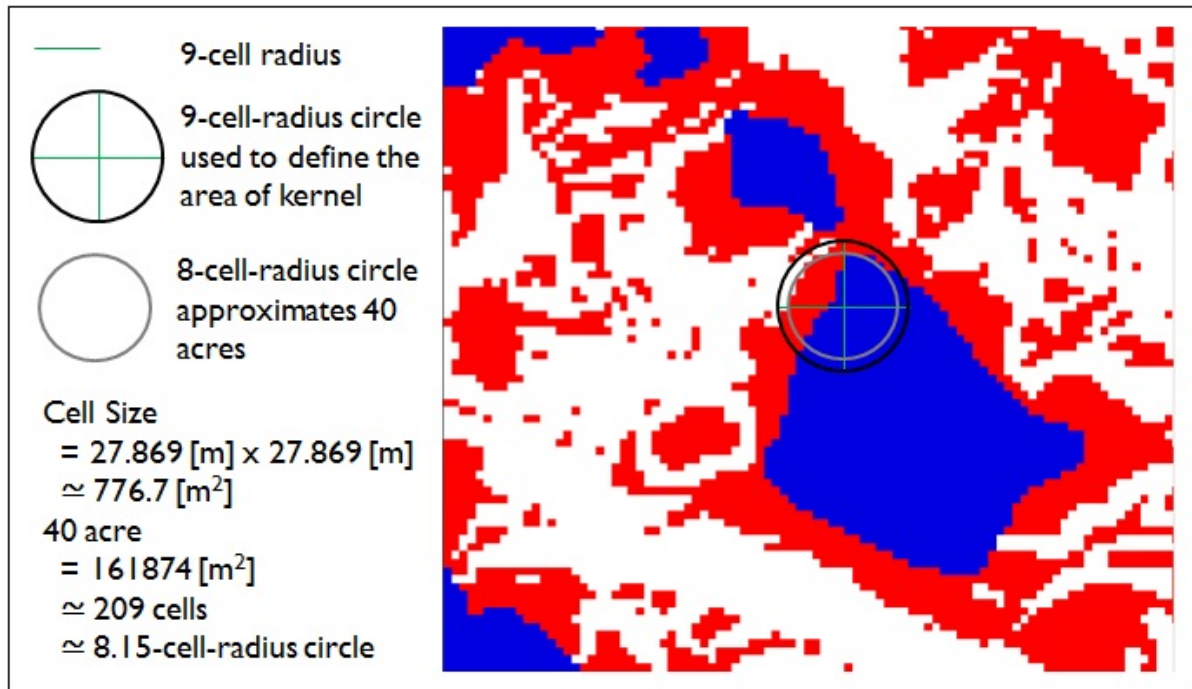 9-cell radius
9-cell-radius circle
used to define the
area of kernel
8-cell-radius circle
approximates 40
acres
Cell Size
= 27.869 [m] x 27.869 [m]
≃ 776.7 [m²]
40 acre
= 161874 [m²]
≃ 209 cells
≃ 8.15-cell-radius circle